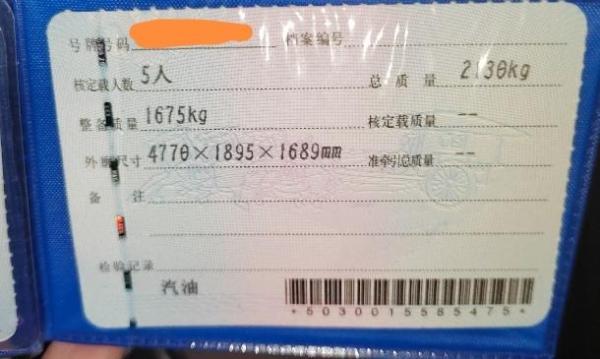 号牌号码 档案编号
核定载人数 5人 总质量 2130kg
整备质量 1675kg 核定载质量 --
外廓尺寸 4770×1895×1689mm 准牵引总质量 --
备注
检验记录
汽油
*5030015585475*